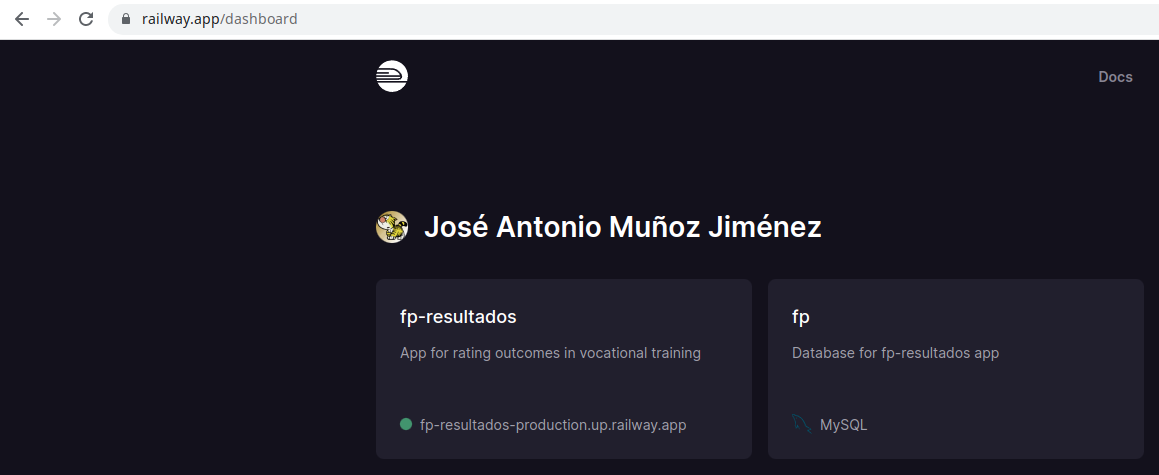 railway.app/dashboard
Docs
José Antonio Muñoz Jiménez
fp-resultados
App for rating outcomes in vocational training
fp-resultados-production.up.railway.app
fp
Database for fp-resultados app
MySQL